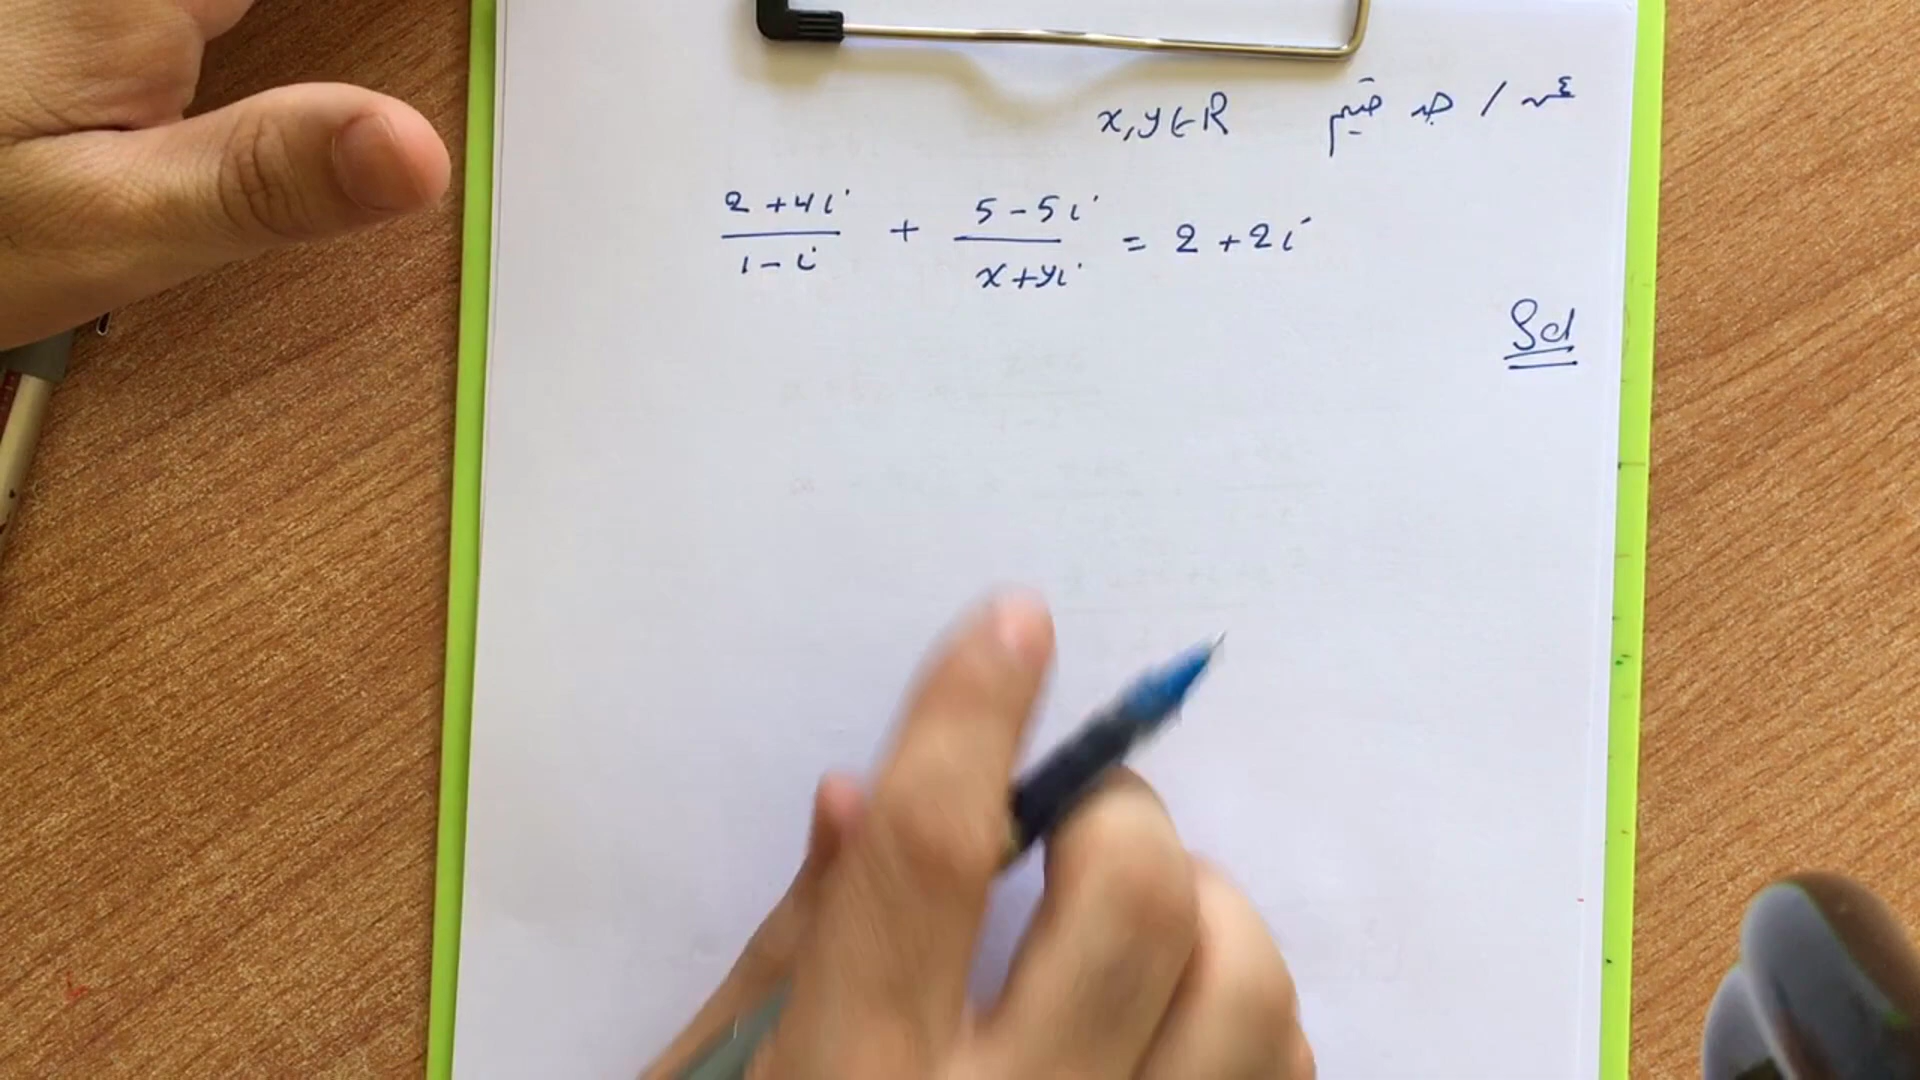 س٤ / جد قيم x,y∈R
2+4i/1-i + 5-5i/x+yi = 2+2i
Sol